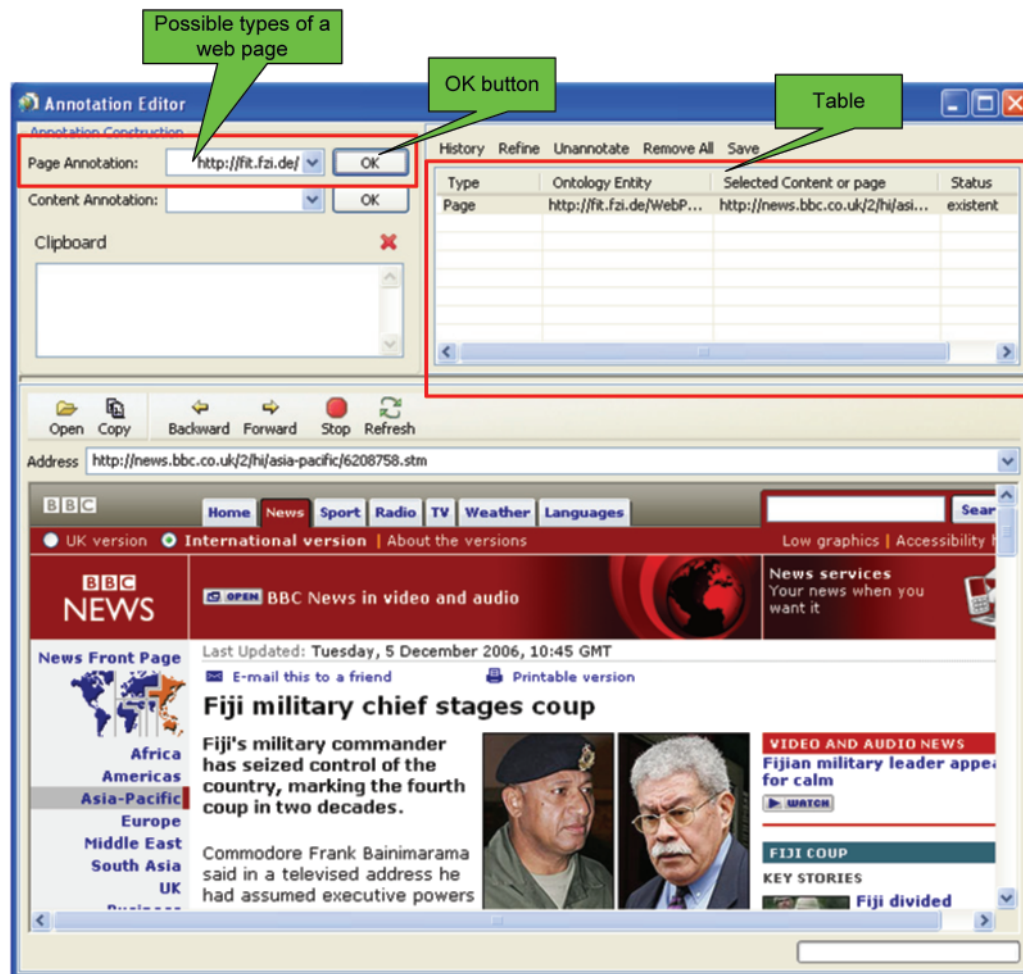 Possible types of a
web page
OK button
Table
Annotation Editor
Annotation Construction
Page Annotation:
http://fit.fzi.de/
OK
Content Annotation:
OK
Clipboard
History Refine Unannotate Remove All Save
Type Ontology Entity Selected Content or page Status
Page http://fit.fzi.de/WebP... http://news.bbc.co.uk/2/hi/asi... existent
Open Copy Backward Forward Stop Refresh
Address http://news.bbc.co.uk/2/hi/asia-pacific/6208758.stm
BBC
Home News Sport Radio TV Weather Languages
Sear
UK version International version | About the versions
Low graphics | Accessibility
BBC
NEWS
OPEN BBC News in video and audio
News services
Your news when you
want it
News Front Page
Africa
Americas
Asia-Pacific
Europe
Middle East
South Asia
UK
Last Updated: Tuesday, 5 December 2006, 10:45 GMT
E-mail this to a friend
Printable version
Fiji military chief stages coup
Fiji's military commander
has seized control of the
country, marking the fourth
coup in two decades.
Commodore Frank Bainimarama
said in a televised address he
had assumed executive powers
VIDEO AND AUDIO NEWS
Fijian military leader appea
for calm
WATCH
FIJI COUP
KEY STORIES
Fiji divided